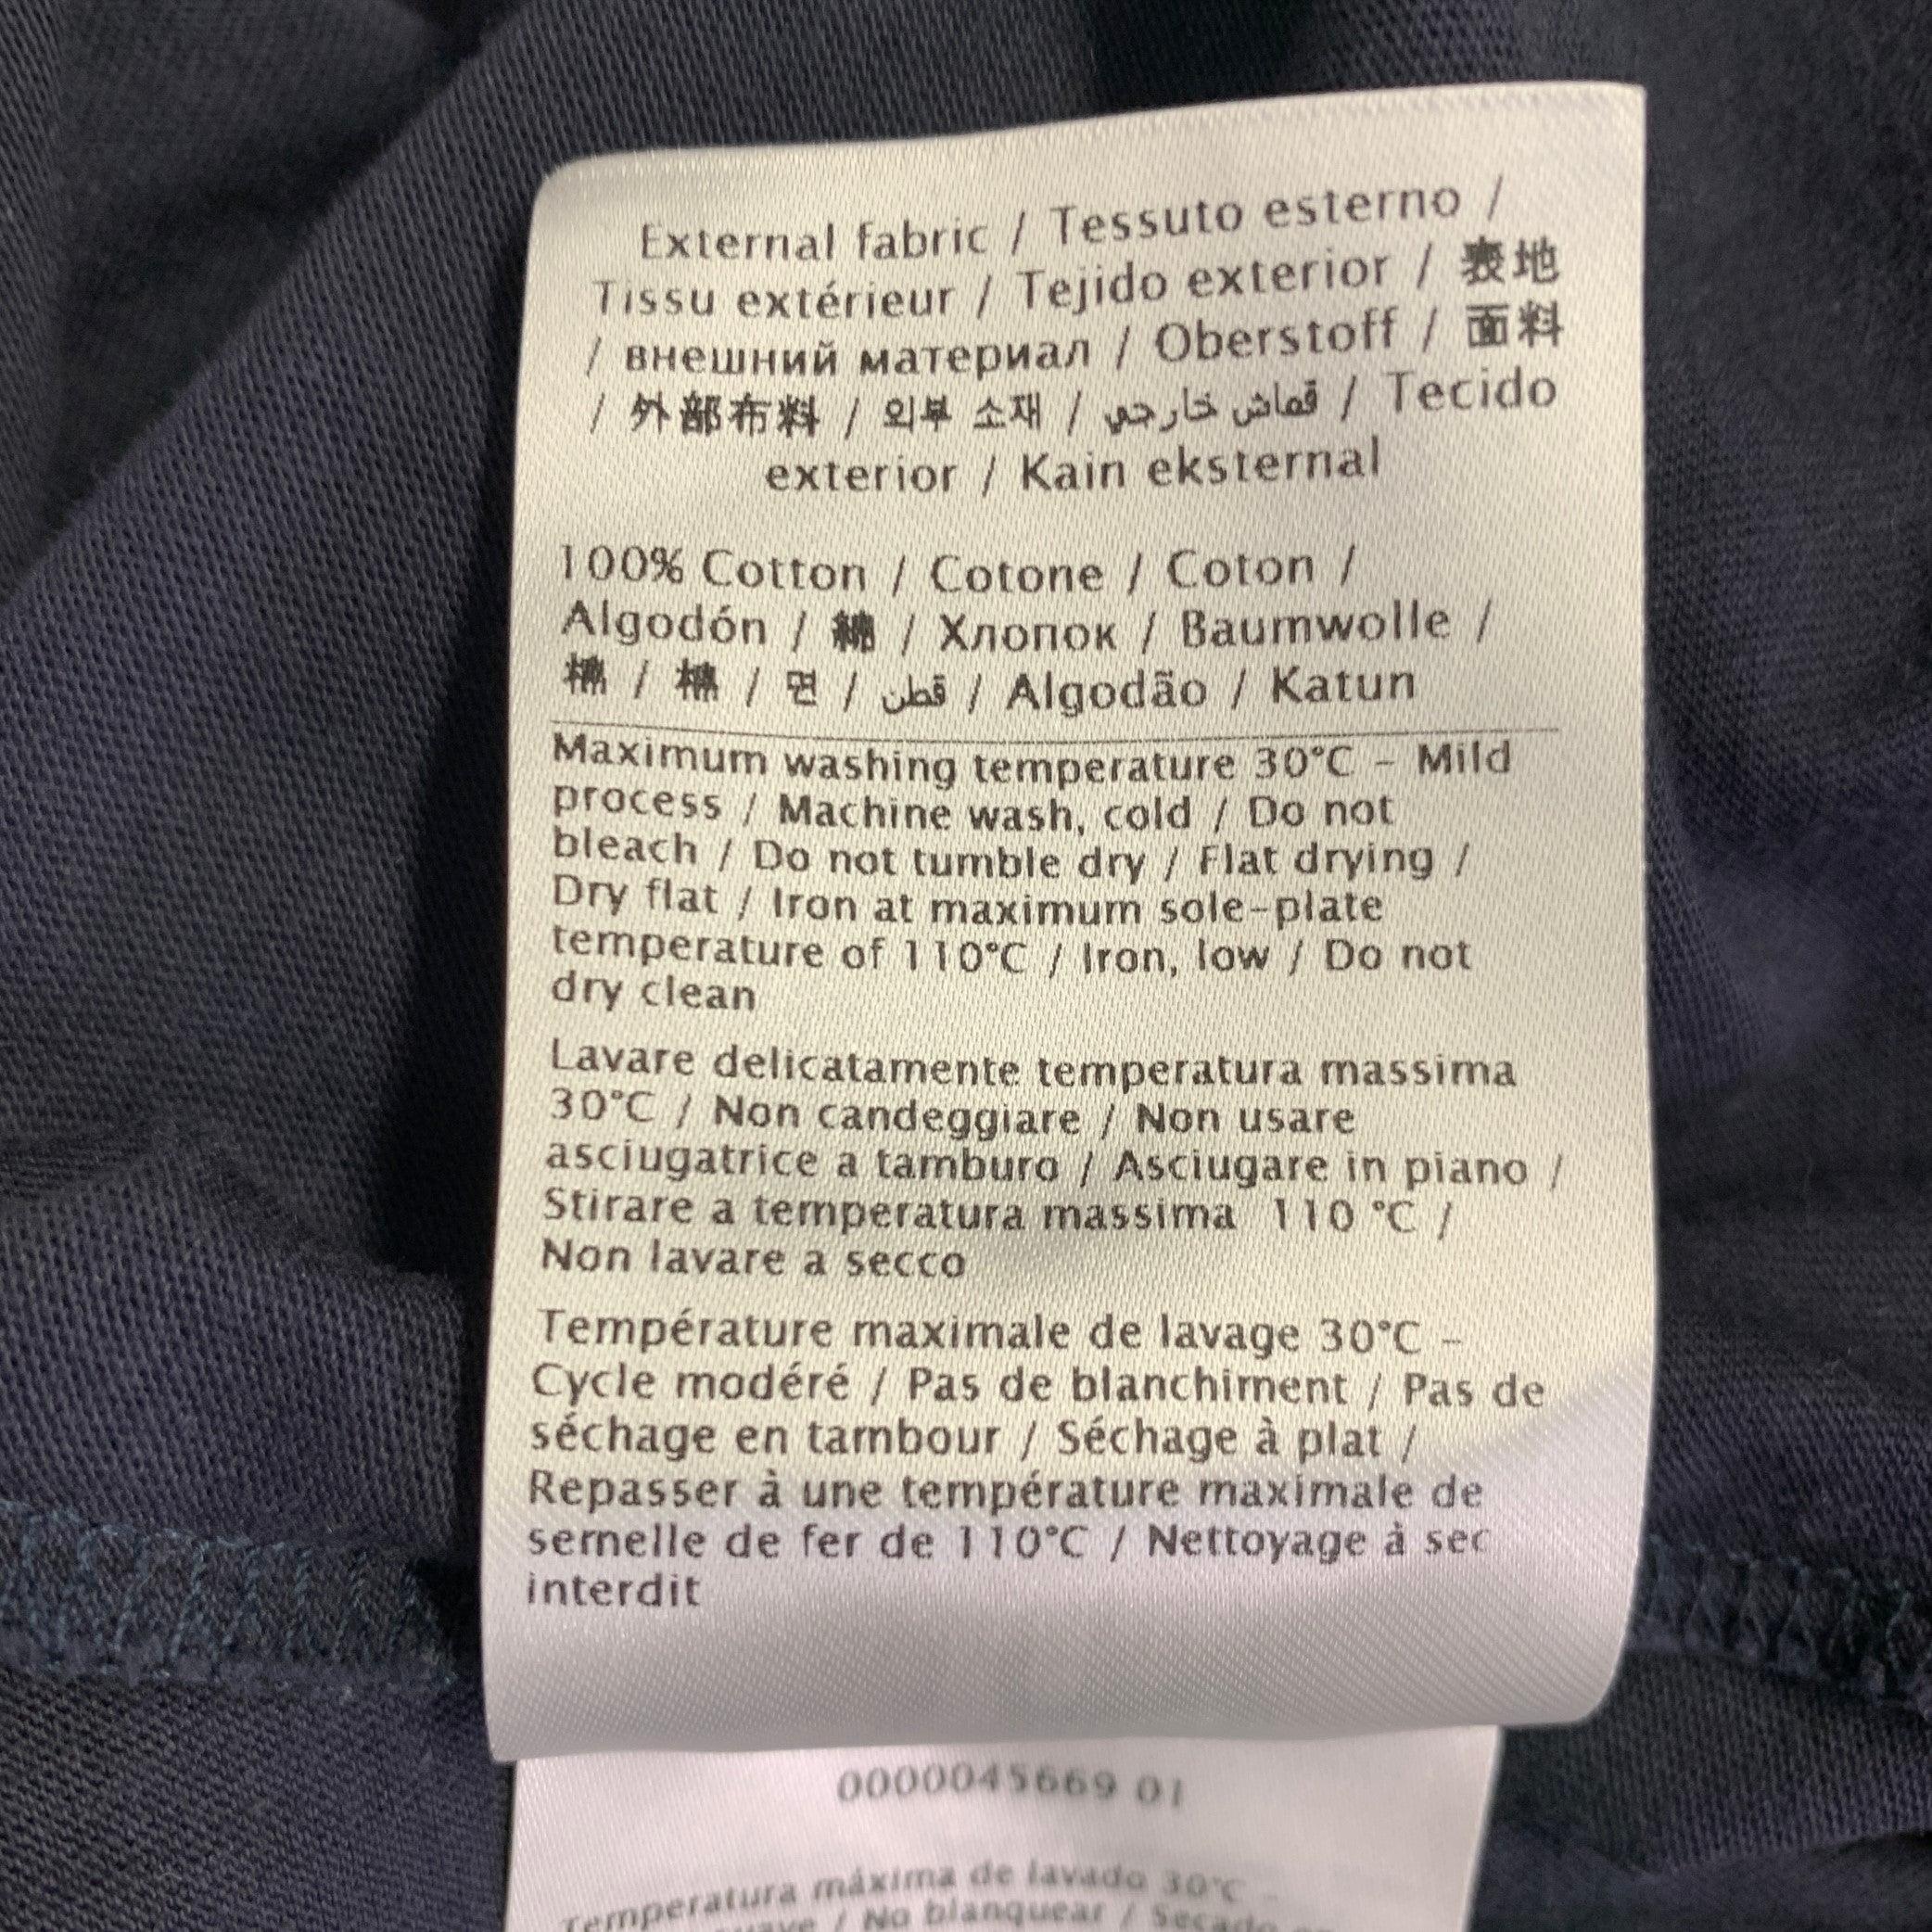 External fabric / Tessuto esterno /
Tissu extérieur / Tejido exterior / 表地
/ внешний материал / Oberstoff / 面料
/ 外部布料 / 외부 소재 / قماش خارجي / Tecido
exterior / Kain eksternal
100% Cotton / Cotone / Coton /
Algodón / 綿 / Хлопок / Baumwolle /
棉 / 棉 / 면 / قطن / Algodão / Katun
Maximum washing temperature 30°C - Mild
process / Machine wash, cold / Do not
bleach / Do not tumble dry / Flat drying /
Dry flat / Iron at maximum sole-plate
temperature of 110°C / Iron, low / Do not
dry clean
Lavare delicatamente temperatura massima
30°C / Non candeggiare / Non usare
asciugatrice a tamburo / Asciugare in piano /
Stirare a temperatura massima 110 °C /
Non lavare a secco
Température maximale de lavage 30°C -
Cycle modéré / Pas de blanchiment / Pas de
séchage en tambour / Séchage à plat /
Repasser à une température maximale de
semelle de fer de 110°C / Nettoyage à sec
interdit
0000045669 01
Temperatura máxima de lavado 30°C -
/ No blanquear / Secado